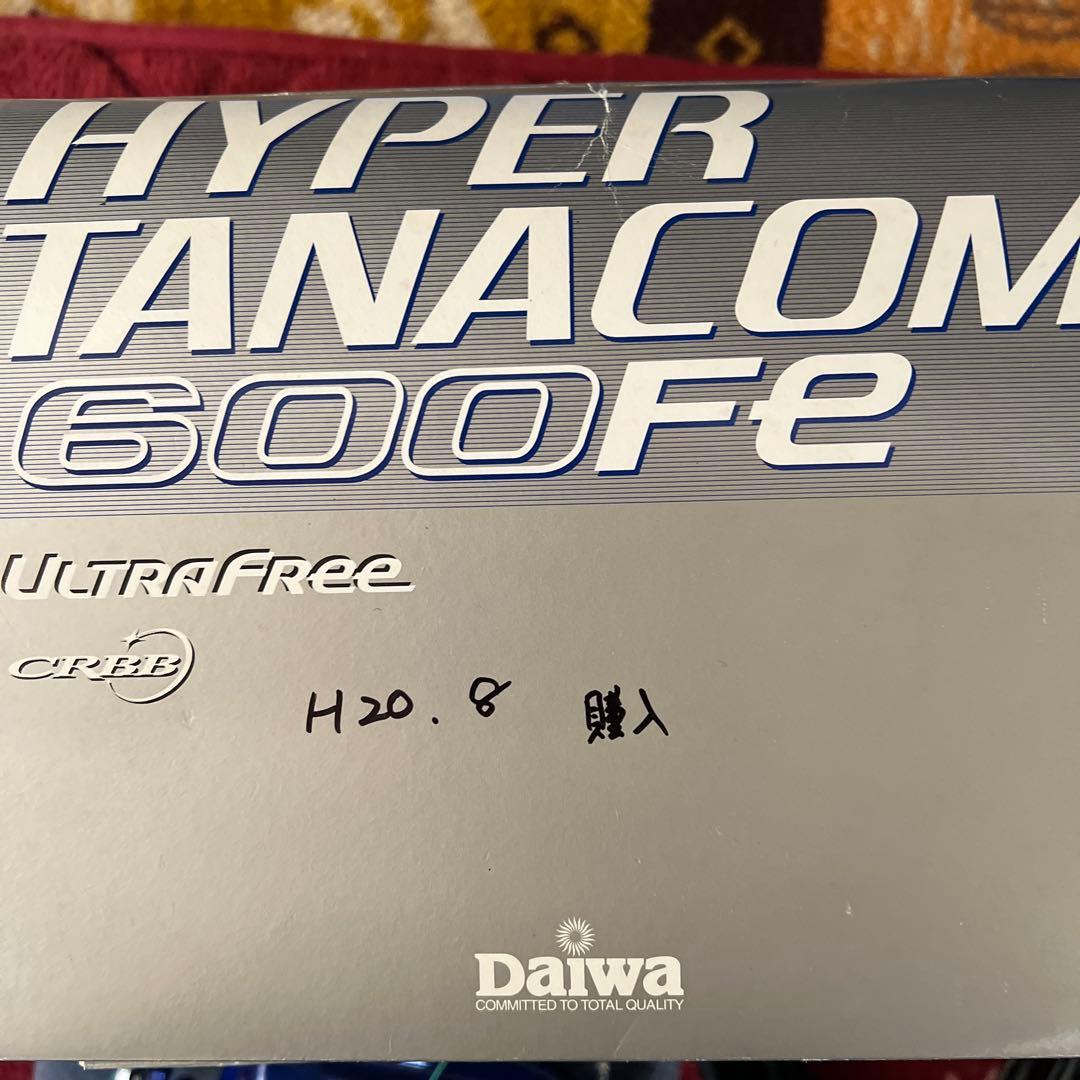 HYPER
TANACOM
600Fe
ULTRAFRee
CRBB
H20.8 購入
Daiwa
COMMITTED TO TOTAL QUALITY